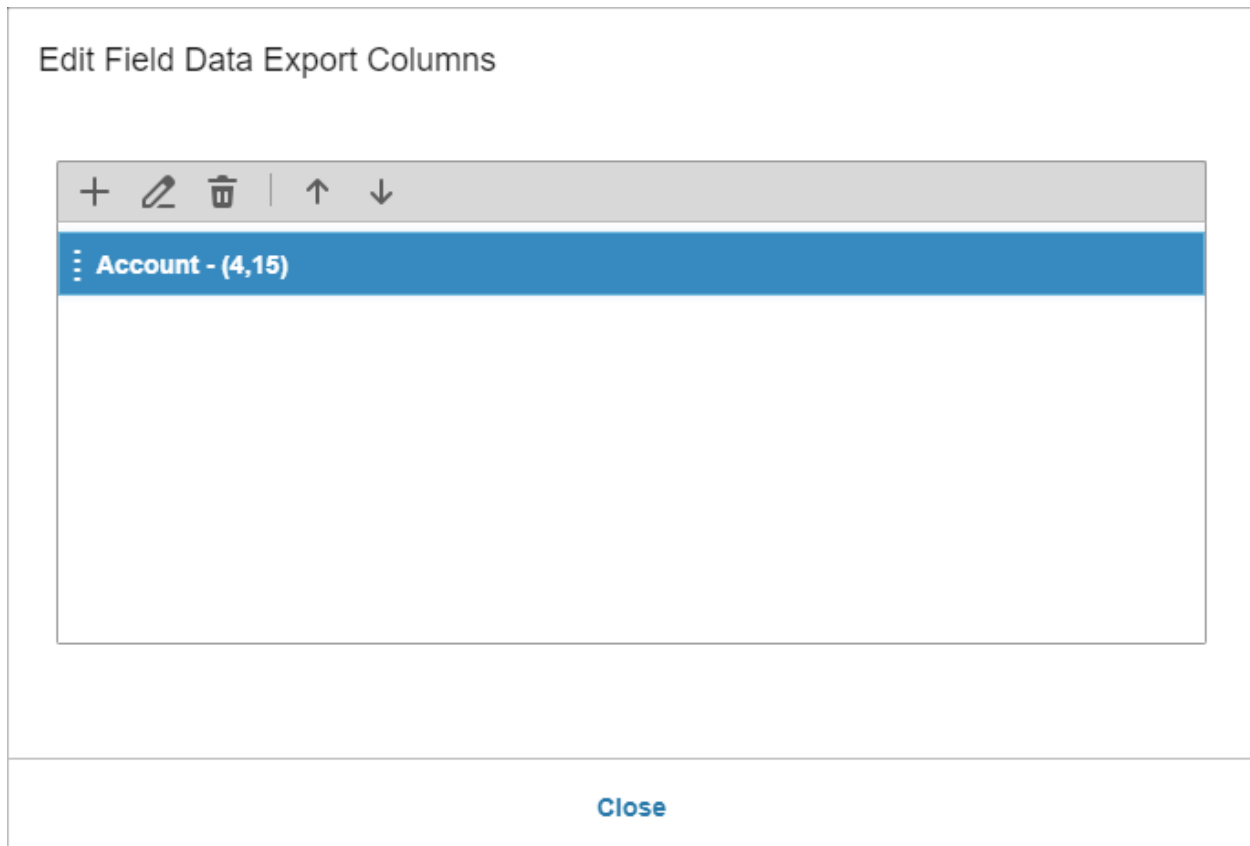 Edit Field Data Export Columns
Account - (4,15)
Close